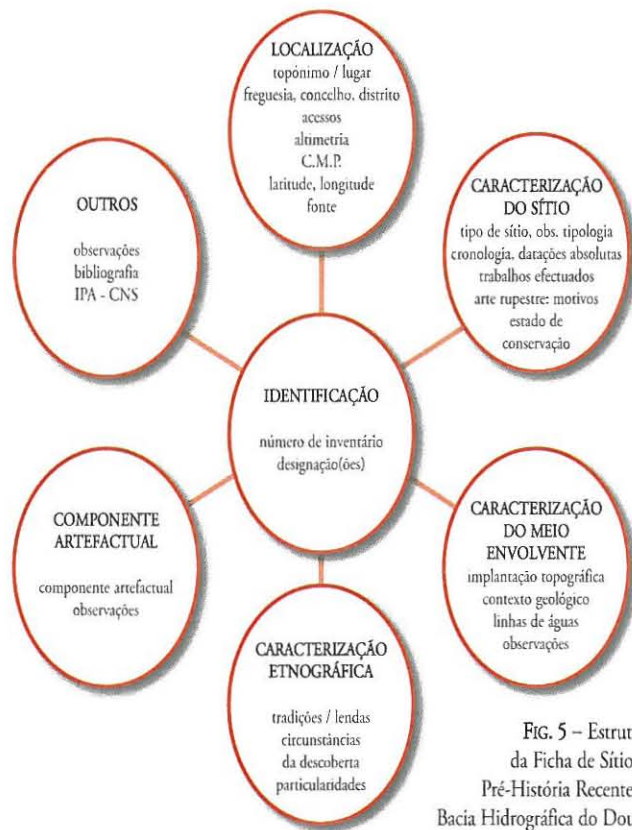 LOCALIZAÇÃO
topónimo / lugar
freguesia, concelho, distrito
acessos
altimetria
C.M.P.
latitude, longitude
fonte
CARACTERIZAÇÃO
DO SÍTIO
tipo de sítio, obs. tipologia
cronologia, datações absolutas
trabalhos efectuados
arte rupestre: motivos
estado de
conservação
OUTROS
observações
bibliografia
IPA - CNS
IDENTIFICAÇÃO
número de inventário
designação(ões)
COMPONENTE
ARTEFACTUAL
componente artefactual
observações
CARACTERIZAÇÃO
DO MEIO
ENVOLVENTE
implantação topográfica
contexto geológico
linhas de águas
observações
CARACTERIZAÇÃO
ETNOGRÁFICA
tradições / lendas
circunstâncias
da descoberta
particularidades
FIG. 5 – Estrut
da Ficha de Sítio
Pré-História Recente
Bacia Hidrográfica do Dou